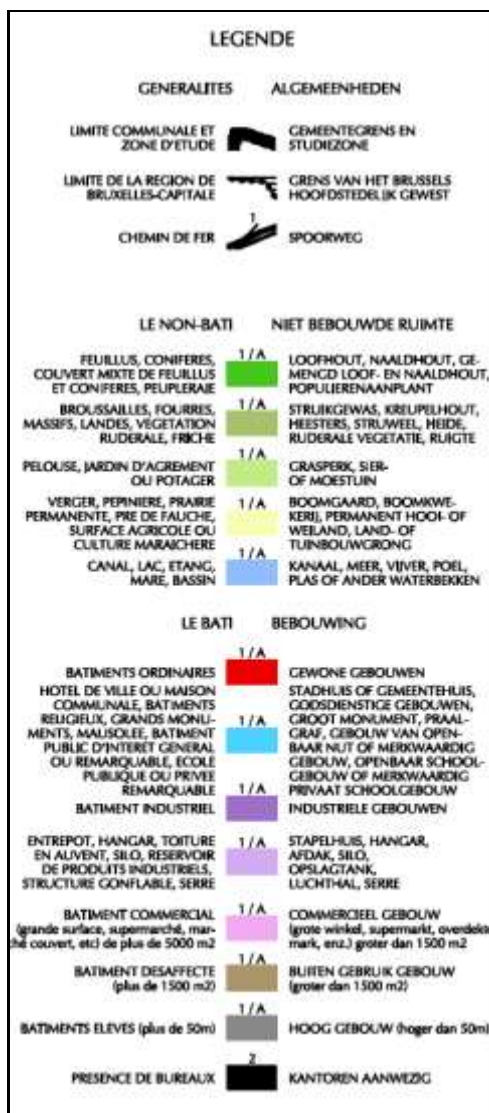 LEGENDE
GENERALITES ALGEMEENHEDEN
LIMITE COMMUNALE ET
ZONE D'ETUDE
GEMEENTEGRENS EN
STUDIEZONE
LIMITE DE LA REGION DE
BRUXELLES-CAPITALE
GRENS VAN HET BRUSSELS
HOOFDSTEDELIJK GEWEST
1
CHEMIN DE FER
SPOORWEG
LE NON-BATI NIET BEBOUWDE RUIMTE
FEUILLUS, CONIFERES,
COUVERT MIXTE DE FEUILLUS
ET CONIFERES, PEUPLERAIE
1/A
LOOFHOUT, NAALDHOUT, GE-
MENGD LOOF- EN NAALDHOUT,
POPULIERENAANPLANT
BROUSSAILLES, FOURRES,
MASSIFS, LANDES, VEGETATION
RUDERALE, FRICHE
1/A
STRUIKGEWAS, KREUPELHOUT,
HEESTERS, STRUWEEL, HEIDE,
RUDERALE VEGETATIE, RUIGTE
PELOUSE, JARDIN D'AGREMENT
OU POTAGER
1/A
GRASPERK, SIER-
OF MOESTUIN
VERGER, PEPINIERE, PRAIRIE
PERMANENTE, PRE DE FAUCHE,
SURFACE AGRICOLE OU
CULTURE MARAICHERE
1/A
BOOMGAARD, BOOMKWE-
KERIJ, PERMANENT HOOI- OF
WEILAND, LAND- OF
TUINBOUWGRONG
CANAL, LAC, ETANG,
MARE, BASSIN
1/A
KANAAL, MEER, VIJVER, POEL,
PLAS OF ANDER WATERBEKKEN
LE BATI BEBOUWING
BATIMENTS ORDINAIRES
1/A
GEWONE GEBOUWEN
HOTEL DE VILLE OU MAISON
COMMUNALE, BATIMENTS
RELIGIEUX, GRANDS MONU-
MENTS, MAUSOLEE, BATIMENT
PUBLIC D'INTERET GENERAL
OU REMARQUABLE, ECOLE
PUBLIQUE OU PRIVEE
REMARQUABLE
1/A
STADHUIS OF GEMEENTEHUIS,
GODSDIENSTIGE GEBOUWEN,
GROOT MONUMENT, PRAAL-
GRAF, GEBOUW VAN OPEN-
BAAR NUT OF MERKWAARDIG
GEBOUW, OPENBAAR SCHOOL-
GEBOUW OF MERKWAARDIG
PRIVAAT SCHOOLGEBOUW
BATIMENT INDUSTRIEL
1/A
INDUSTRIELE GEBOUWEN
ENTREPOT, HANGAR, TOITURE
EN AUVENT, SILO, RESERVOIR
DE PRODUITS INDUSTRIELS,
STRUCTURE GONFLABLE, SERRE
1/A
STAPELHUIS, HANGAR,
AFDAK, SILO,
OPSLAGTANK,
LUCHTHAL, SERRE
BATIMENT COMMERCIAL
(grande surface, supermarché, mar-
ché couvert, etc) de plus de 5000 m2
1/A
COMMERCIEEL GEBOUW
(grote winkel, supermarkt, overdekte
mark, enz.) groter dan 1500 m2
BATIMENT DESAFFECTE
(plus de 1500 m2)
1/A
BUITEN GEBRUIK GEBOUW
(groter dan 1500 m2)
BATIMENTS ELEVES (plus de 50m)
1/A
HOOG GEBOUW (hoger dan 50m)
PRESENCE DE BUREAUX
2
KANTOREN AANWEZIG